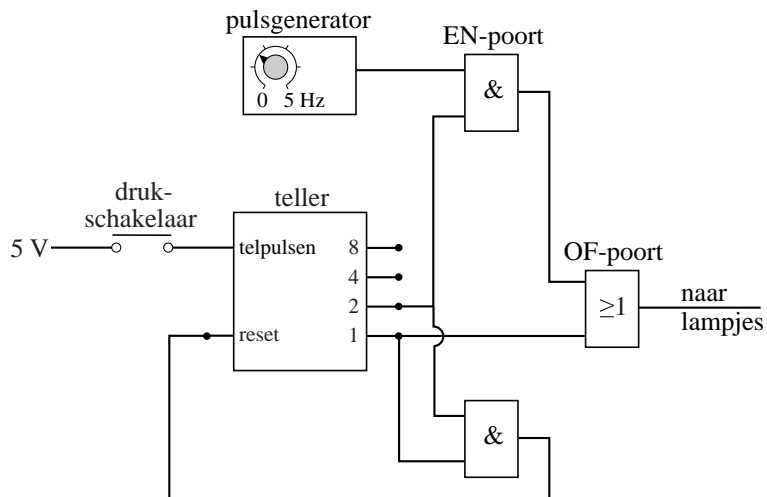 pulsgenerator
EN-poort
0 5 Hz
&
druk-
schakelaar
teller
5 V
telpulsen
8
4
2
reset
1
OF-poort
≥1
naar
lampjes
&